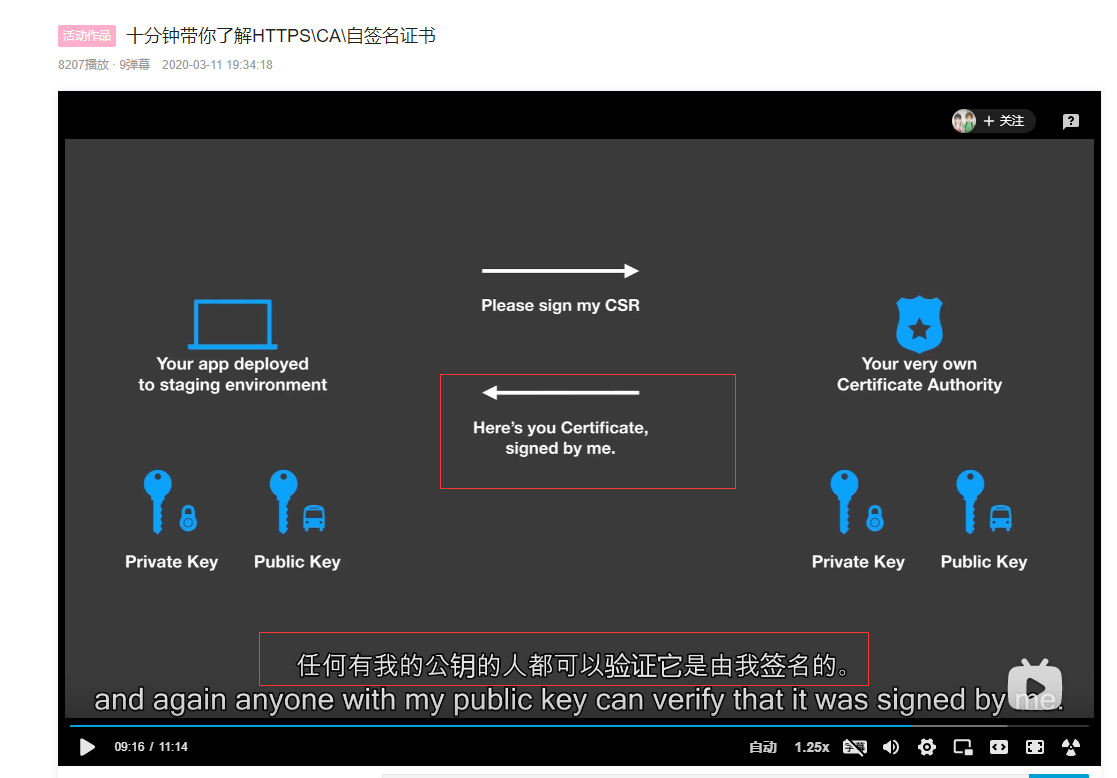 活动作品 十分钟带你了解HTTPS\CA\自签名证书
8207播放 · 9弹幕 2020-03-11 19:34:18
+ 关注
Please sign my CSR
Your app deployed
to staging environment
Your very own
Certificate Authority
Here's you Certificate,
signed by me.
Private Key
Public Key
Private Key
Public Key
任何有我的公钥的人都可以验证它是由我签名的。
and again anyone with my public key can verify that it was signed by me.
09:16 / 11:14
自动
1.25x
字幕